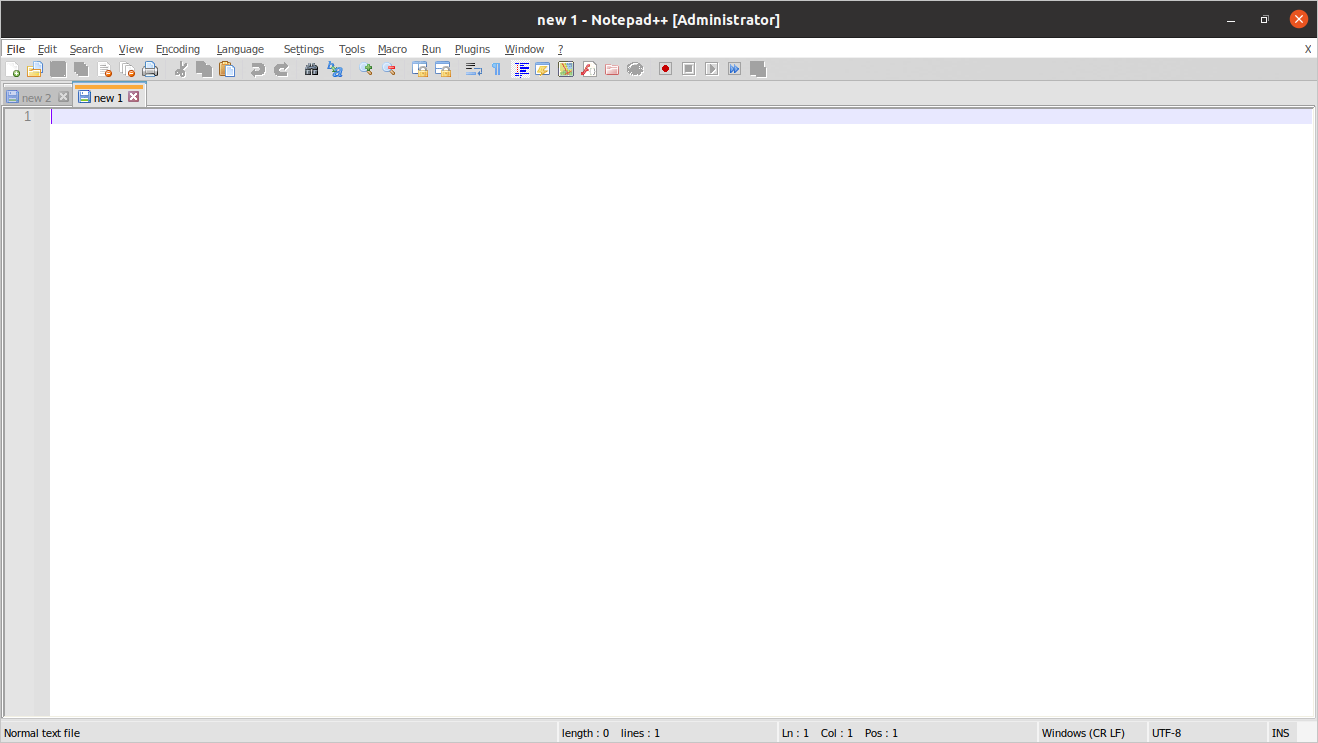 new 1 - Notepad++ [Administrator]
File Edit Search View Encoding Language Settings Tools Macro Run Plugins Window ? X
new 2 new 1
1
Normal text file length : 0 lines : 1 Ln : 1 Col : 1 Pos : 1 Windows (CR LF) UTF-8 INS